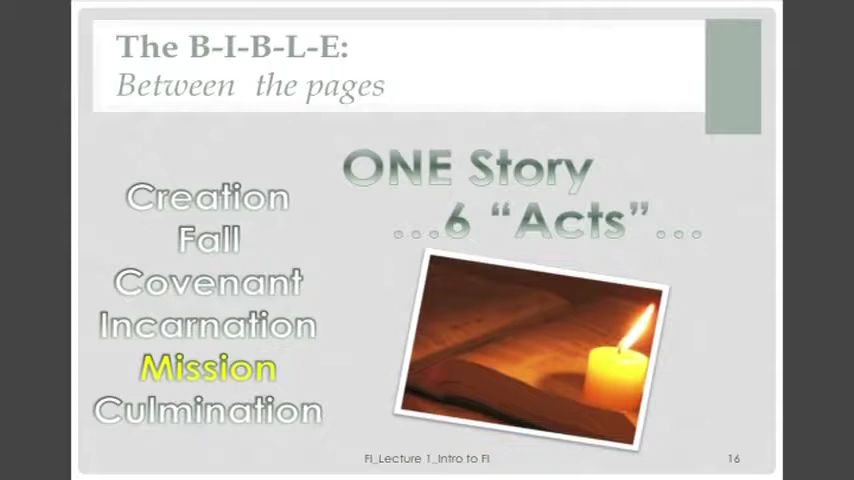 The B-I-B-L-E:
Between the pages
ONE Story
...6 “Acts”...
Creation
Fall
Covenant
Incarnation
Mission
Culmination
FI_Lecture 1_Intro to FI
16